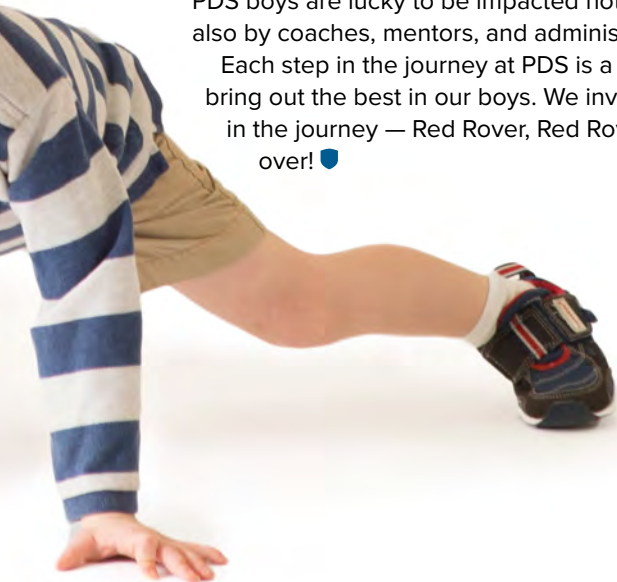 PDS boys are lucky to be impacted
also by coaches, mentors, and
Each step in the journey at PDS is a
bring out the best in our boys. We
in the journey — Red Rover, Red
over!